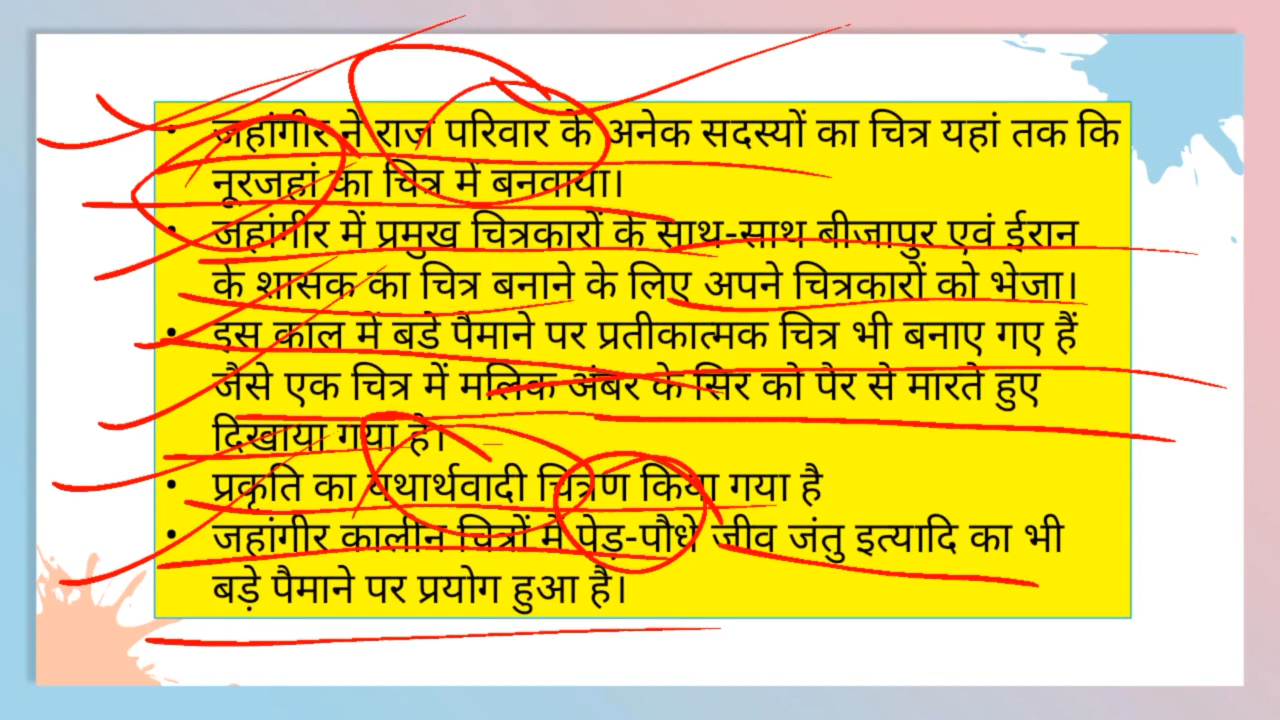 • जहांगीर ने राज परिवार के अनेक सदस्यों का चित्र यहां तक कि
नूरजहां का चित्र में बनवाया।
• जहांगीर में प्रमुख चित्रकारों के साथ-साथ बीजापुर एवं ईरान
के शासक का चित्र बनाने के लिए अपने चित्रकारों को भेजा।
• इस काल में बडे पैमाने पर प्रतीकात्मक चित्र भी बनाए गए हैं
जैसे एक चित्र में मलिक अंबर के सिर को पेर से मारते हुए
दिखाया गया है।
• प्रकृति का यथार्थवादी चित्रण किया गया है
• जहांगीर कालीन चित्रों में पेड़-पौधे जीव जंतु इत्यादि का भी
बड़े पैमाने पर प्रयोग हुआ है।